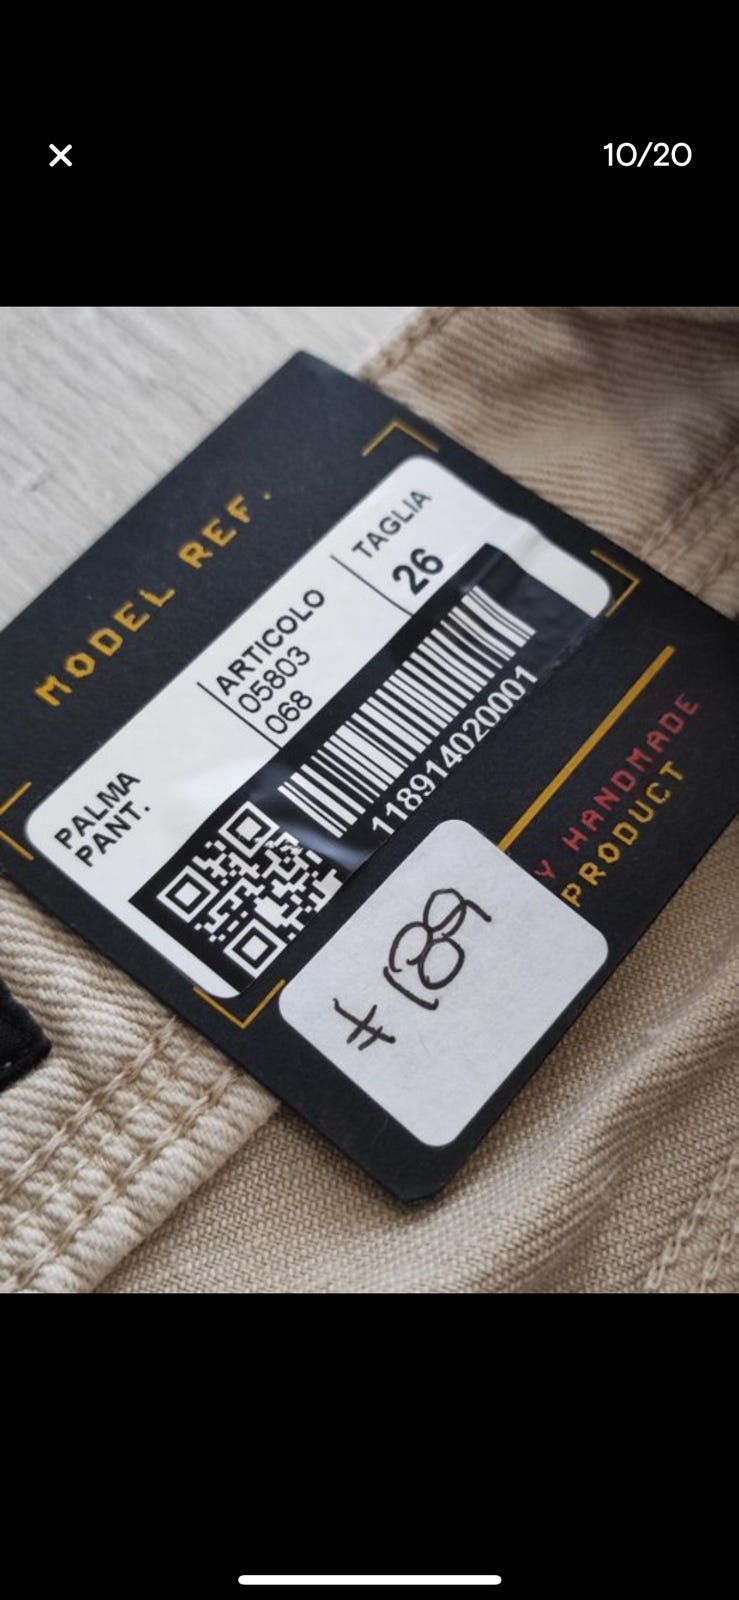 10/20
MODEL REF.
PALMA
PANT.
ARTICOLO
05803
068
TAGLIA
26
118914020001
Y HANDMADE
PRODUCT
#189